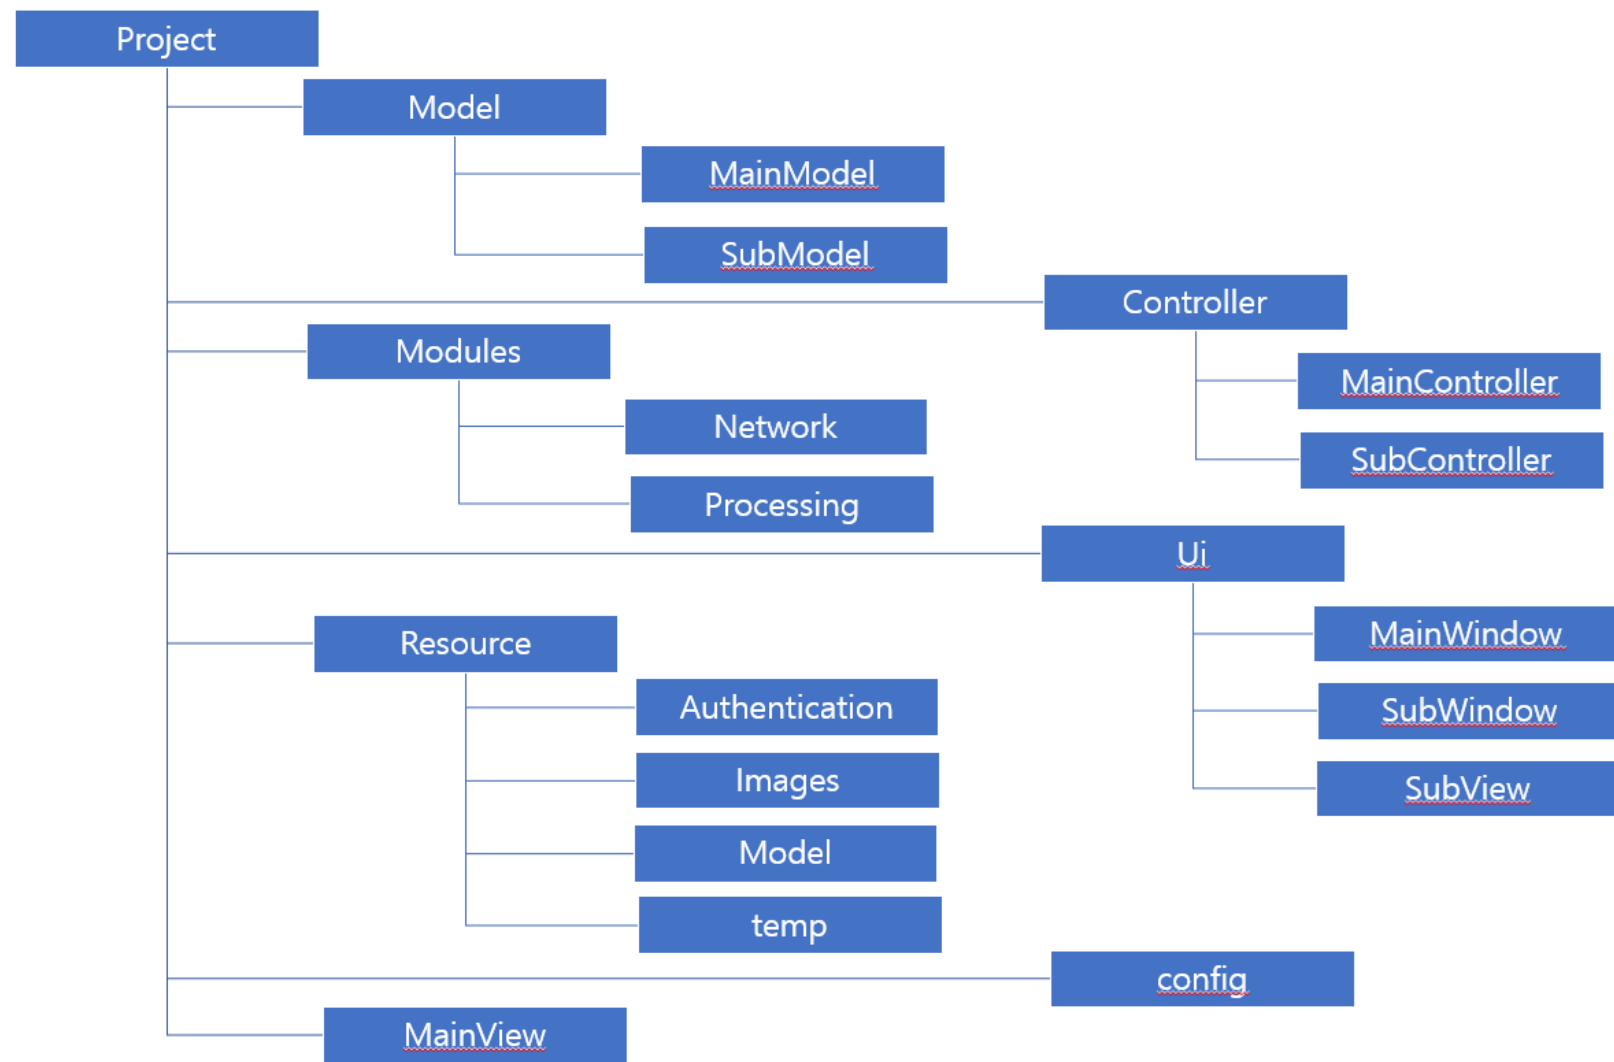 Project
Model
MainModel
SubModel
Controller
MainController
SubController
Modules
Network
Processing
Ui
MainWindow
SubWindow
SubView
Resource
Authentication
Images
Model
temp
config
MainView